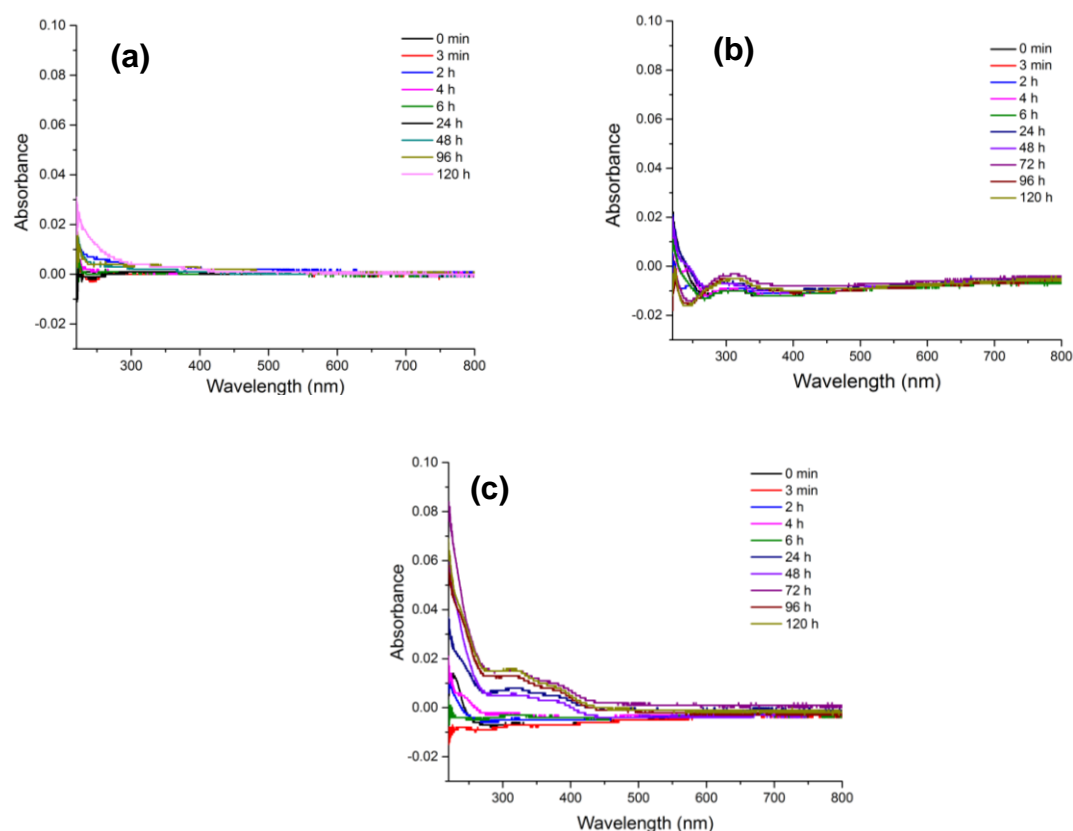 (a)
0.10
0.08
0.06
0.04
0.02
0.00
-0.02
Absorbance
300 400 500 600 700 800
Wavelength (nm)
0 min
3 min
2 h
4 h
6 h
24 h
48 h
96 h
120 h
(b)
0.10
0.08
0.06
0.04
0.02
0.00
-0.02
Absorbance
300 400 500 600 700 800
Wavelength (nm)
0 min
3 min
2 h
4 h
6 h
24 h
48 h
72 h
96 h
120 h
(c)
0.10
0.08
0.06
0.04
0.02
0.00
-0.02
Absorbance
300 400 500 600 700 800
Wavelength (nm)
0 min
3 min
2 h
4 h
6 h
24 h
48 h
72 h
96 h
120 h